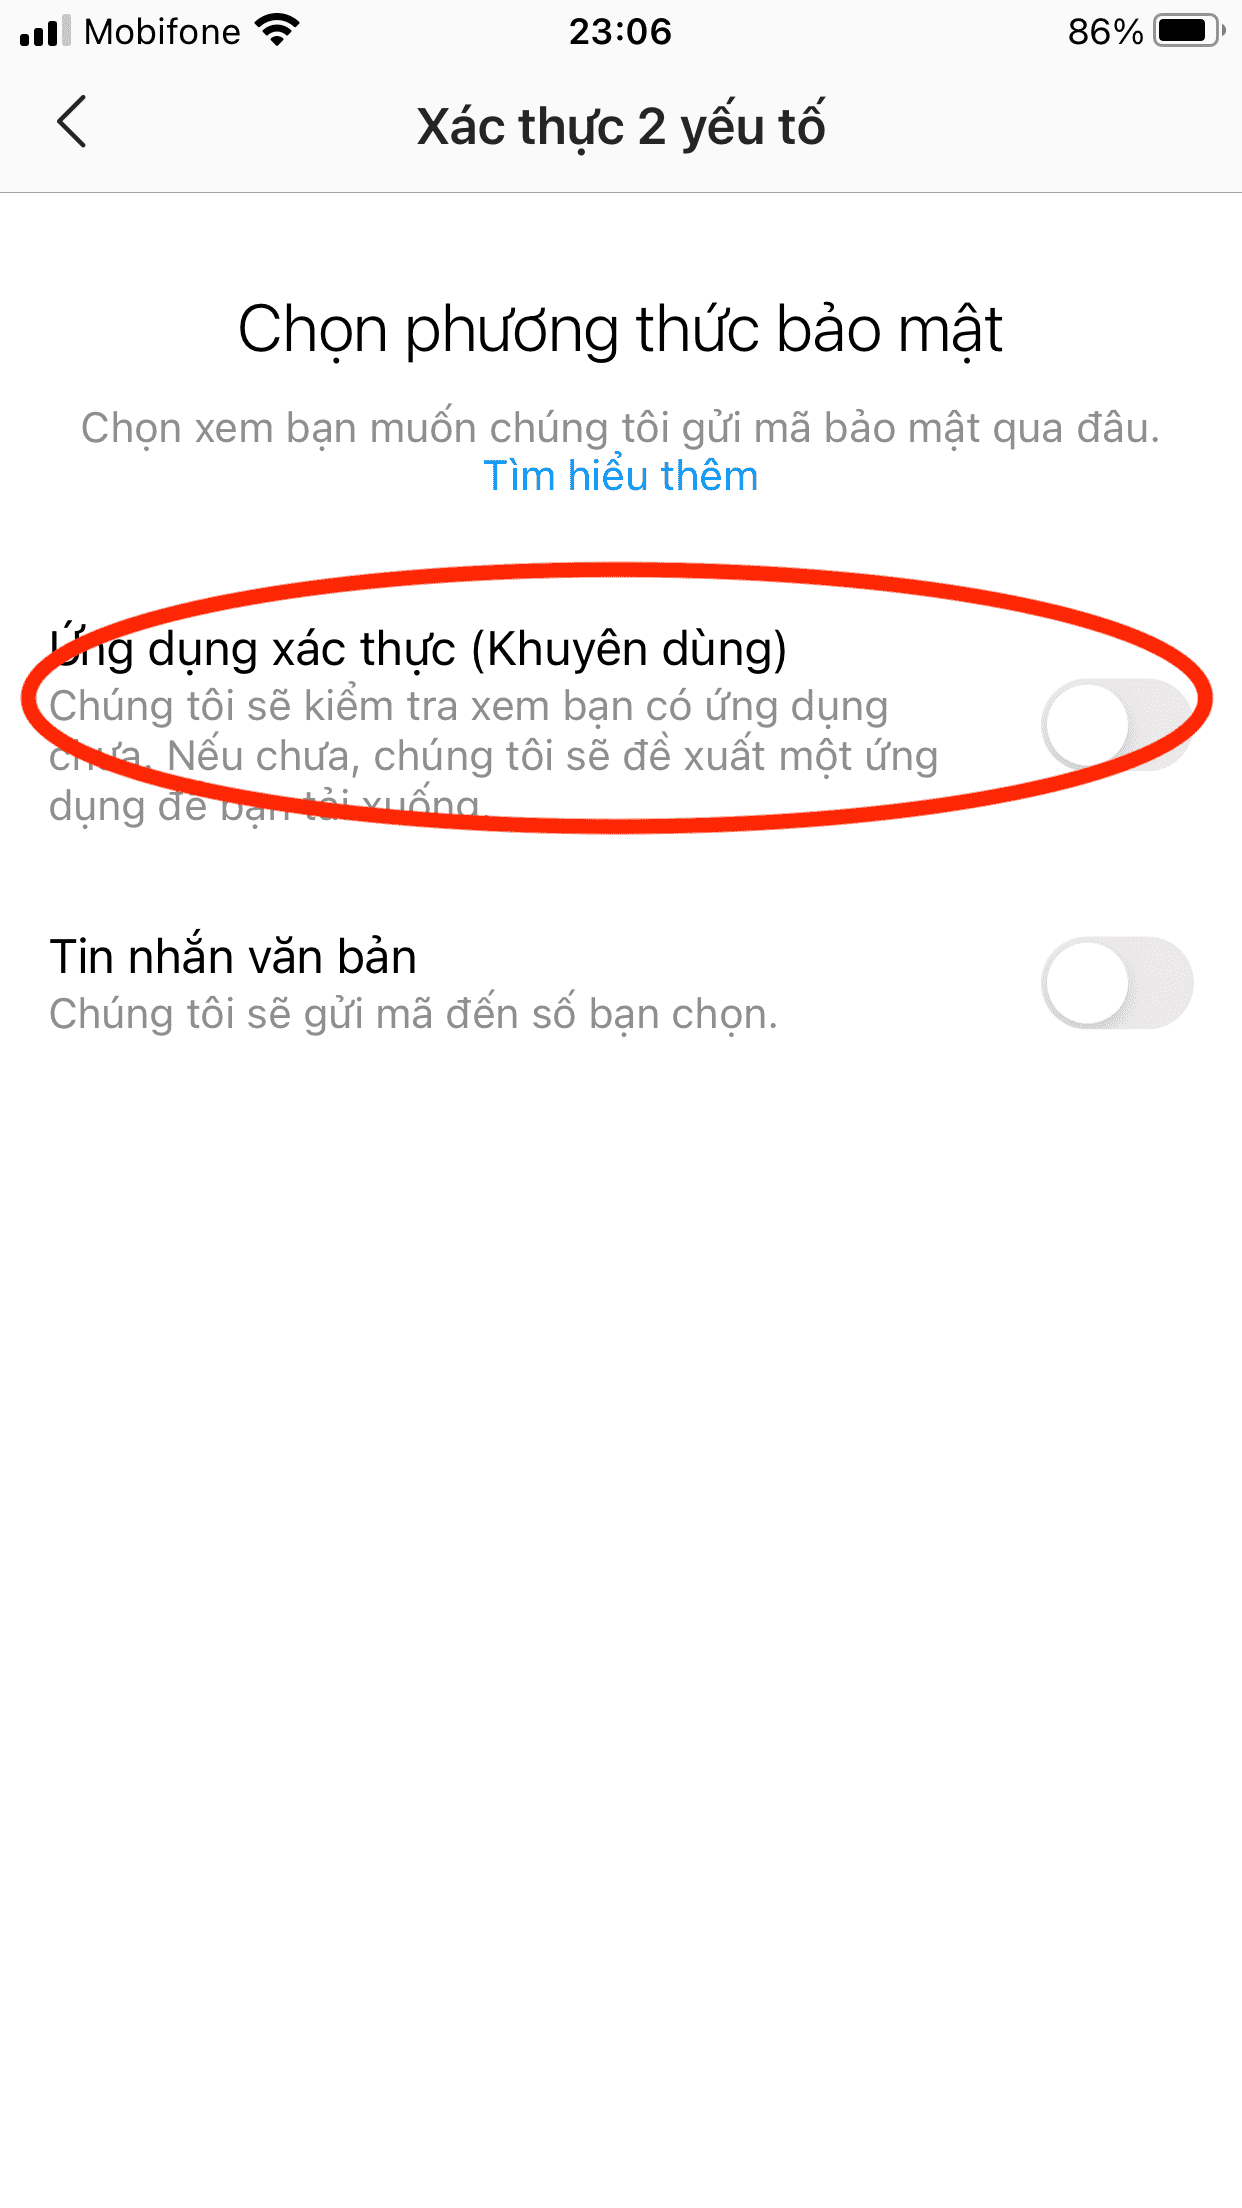 Mobifone 23:06 86%
Xác thực 2 yếu tố
Chọn phương thức bảo mật
Chọn xem bạn muốn chúng tôi gửi mã bảo mật qua đâu.
Tìm hiểu thêm
Ứng dụng xác thực (Khuyên dùng)
Chúng tôi sẽ kiểm tra xem bạn có ứng dụng
chưa. Nếu chưa, chúng tôi sẽ đề xuất một ứng
dụng để bạn tải xuống.
Tin nhắn văn bản
Chúng tôi sẽ gửi mã đến số bạn chọn.